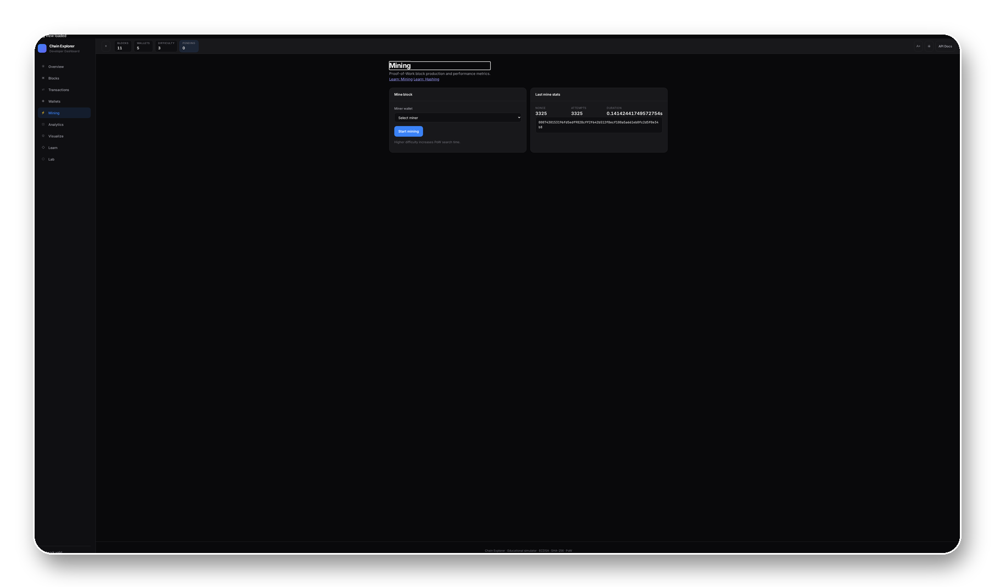 view loaded
Chain Explorer
Developer Dashboard
Overview
Blocks
Transactions
Wallets
Mining
Analytics
Visualize
Learn
Lab
BLOCKS
11
WALLETS
5
DIFFICULTY
3
PENDING
0
A+
API Docs
Mining
Proof-of-Work block production and performance metrics.
Learn: Mining Learn: Hashing
Mine block
Miner wallet
Select miner
Start mining
Higher difficulty increases PoW search time.
Last mine stats
NONCE
3325
ATTEMPTS
3325
DURATION
0.14142441749572754s
0007430153196fd5edf9828cff2f642b512f8ecf100a5a661eb0fc2d5f0e34
b8
Chain Explorer · Educational simulator · ECDSA · SHA-256 · PoW